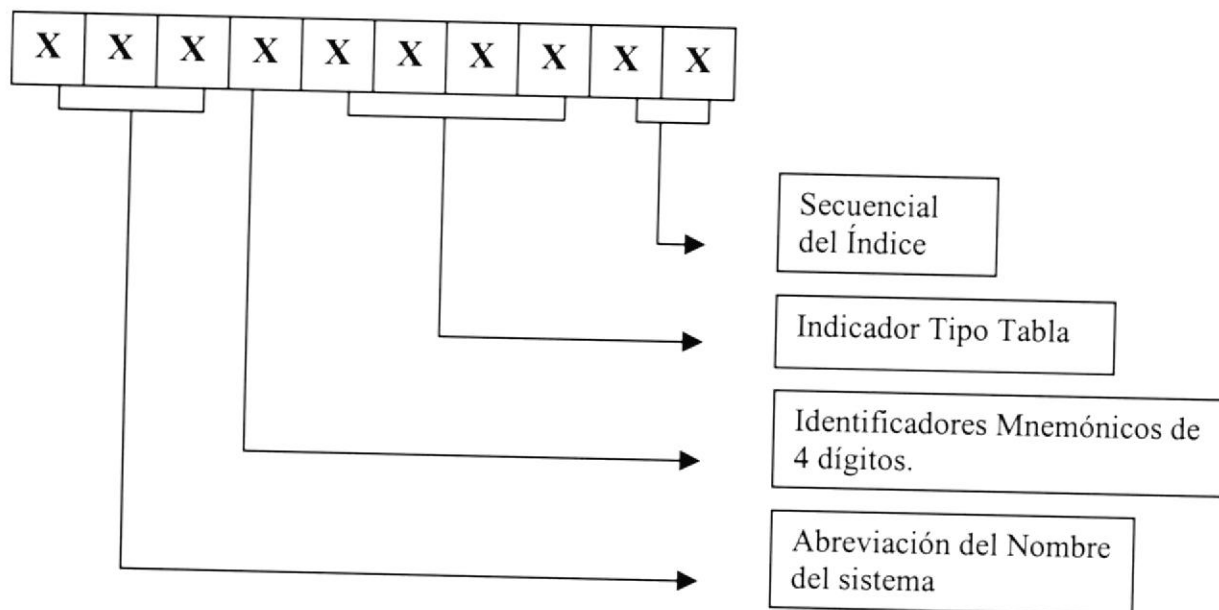 X X X X X X X X X X
Secuencial
del Índice
Indicador Tipo Tabla
Identificadores Mnemónicos de
4 dígitos.
Abreviación del Nombre
del sistema